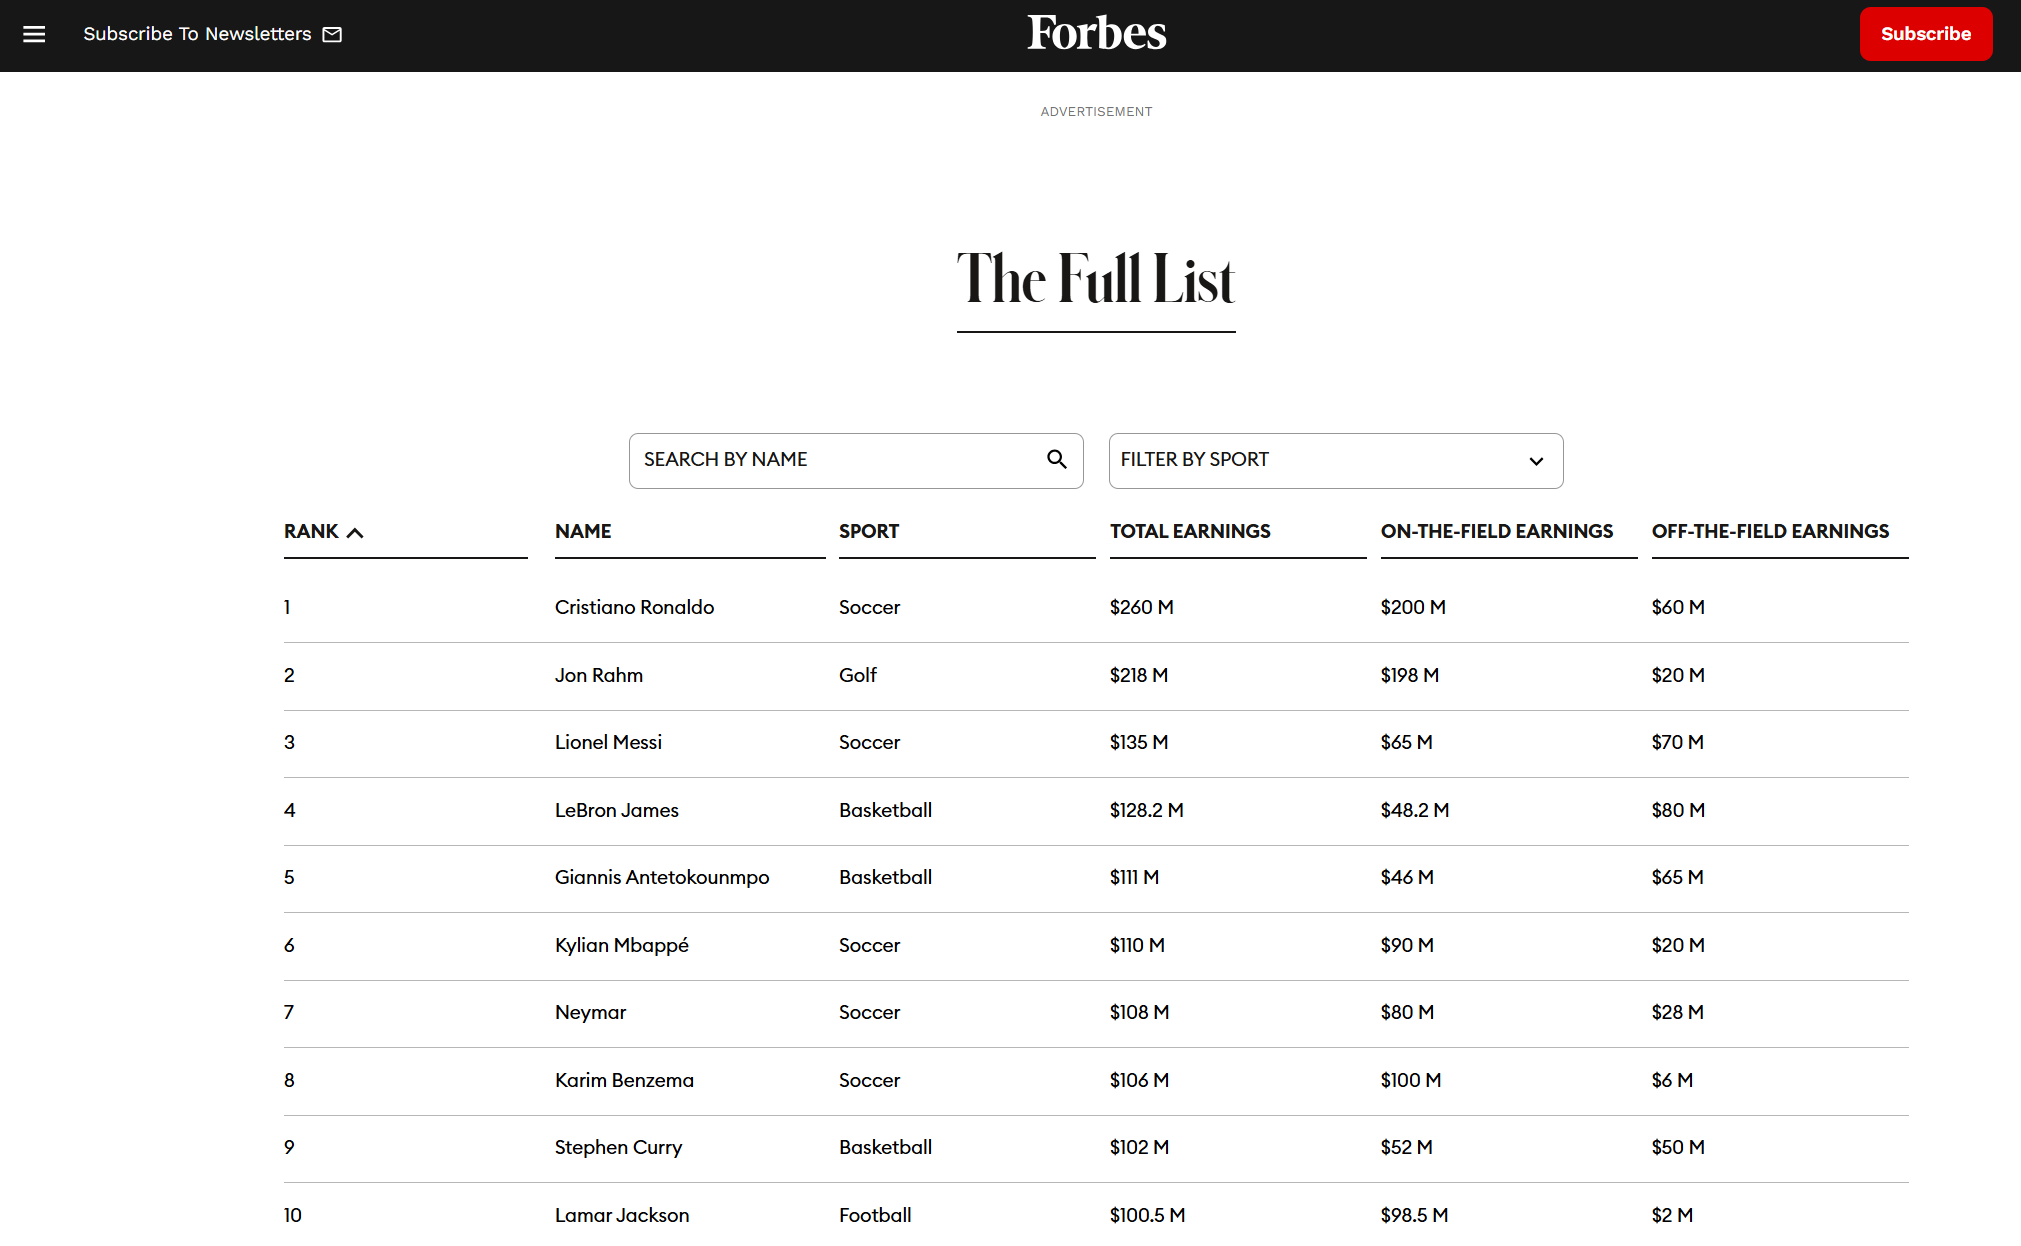 Subscribe To Newsletters
Forbes
Subscribe
ADVERTISEMENT
The Full List
SEARCH BY NAME
FILTER BY SPORT
RANK NAME SPORT TOTAL EARNINGS ON-THE-FIELD EARNINGS OFF-THE-FIELD EARNINGS
1 Cristiano Ronaldo Soccer $260 M $200 M $60 M
2 Jon Rahm Golf $218 M $198 M $20 M
3 Lionel Messi Soccer $135 M $65 M $70 M
4 LeBron James Basketball $128.2 M $48.2 M $80 M
5 Giannis Antetokounmpo Basketball $111 M $46 M $65 M
6 Kylian Mbappé Soccer $110 M $90 M $20 M
7 Neymar Soccer $108 M $80 M $28 M
8 Karim Benzema Soccer $106 M $100 M $6 M
9 Stephen Curry Basketball $102 M $52 M $50 M
10 Lamar Jackson Football $100.5 M $98.5 M $2 M